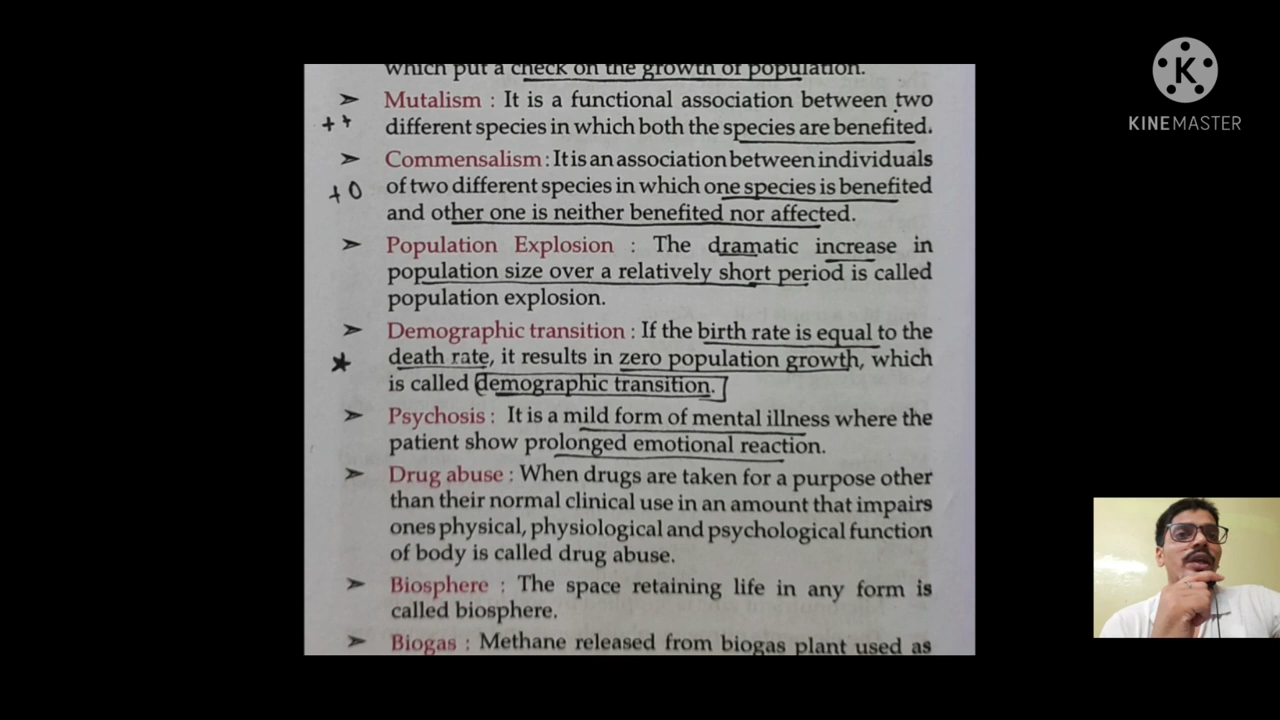 which put a check on the growth of population.
➤ Mutalism : It is a functional association between two
++ different species in which both the species are benefited.
➤ Commensalism : It is an association between individuals
+0 of two different species in which one species is benefited
and other one is neither benefited nor affected.
➤ Population Explosion : The dramatic increase in
population size over a relatively short period is called
population explosion.
➤ Demographic transition : If the birth rate is equal to the
★ death rate, it results in zero population growth, which
is called demographic transition.
➤ Psychosis : It is a mild form of mental illness where the
patient show prolonged emotional reaction.
➤ Drug abuse : When drugs are taken for a purpose other
than their normal clinical use in an amount that impairs
ones physical, physiological and psychological function
of body is called drug abuse.
➤ Biosphere : The space retaining life in any form is
called biosphere.
➤ Biogas : Methane released from biogas plant used as
K
KINEMASTER